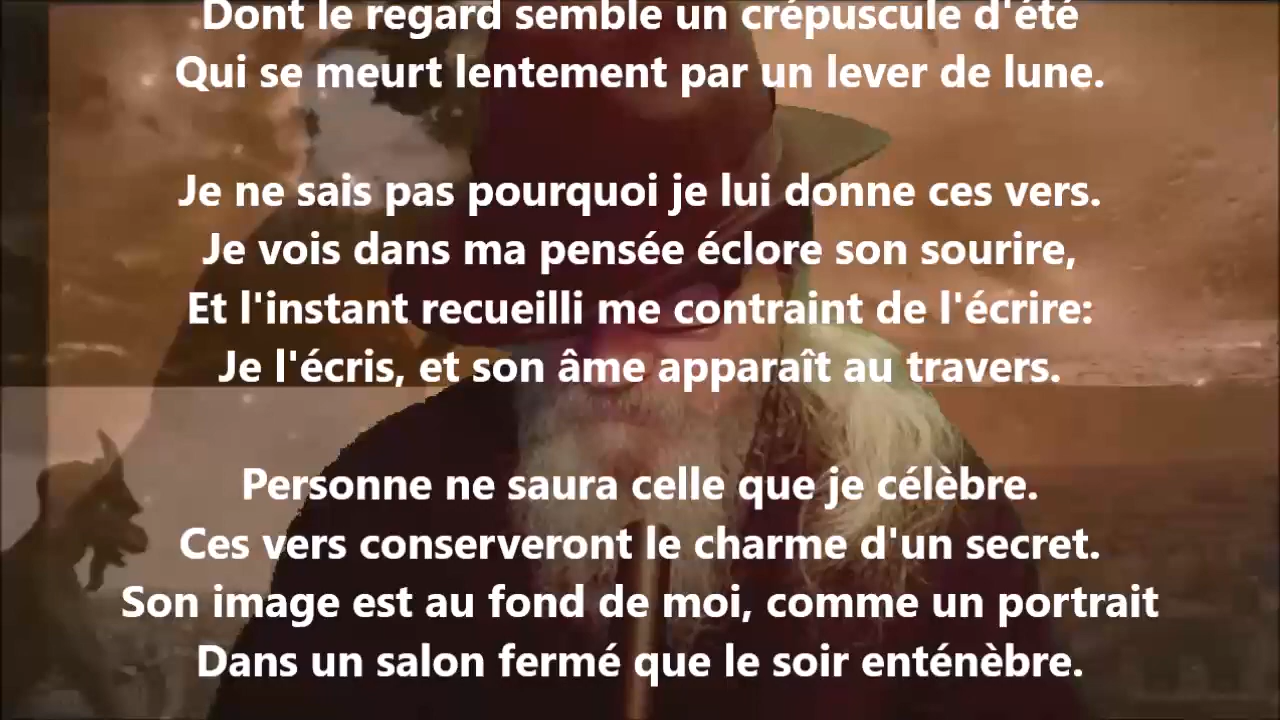 Dont le regard semble un crépuscule d'été
Qui se meurt lentement par un lever de lune.
Je ne sais pas pourquoi je lui donne ces vers.
Je vois dans ma pensée éclore son sourire,
Et l'instant recueilli me contraint de l'écrire:
Je l'écris, et son âme apparaît au travers.
Personne ne saura celle que je célèbre.
Ces vers conserveront le charme d'un secret.
Son image est au fond de moi, comme un portrait
Dans un salon fermé que le soir enténèbre.